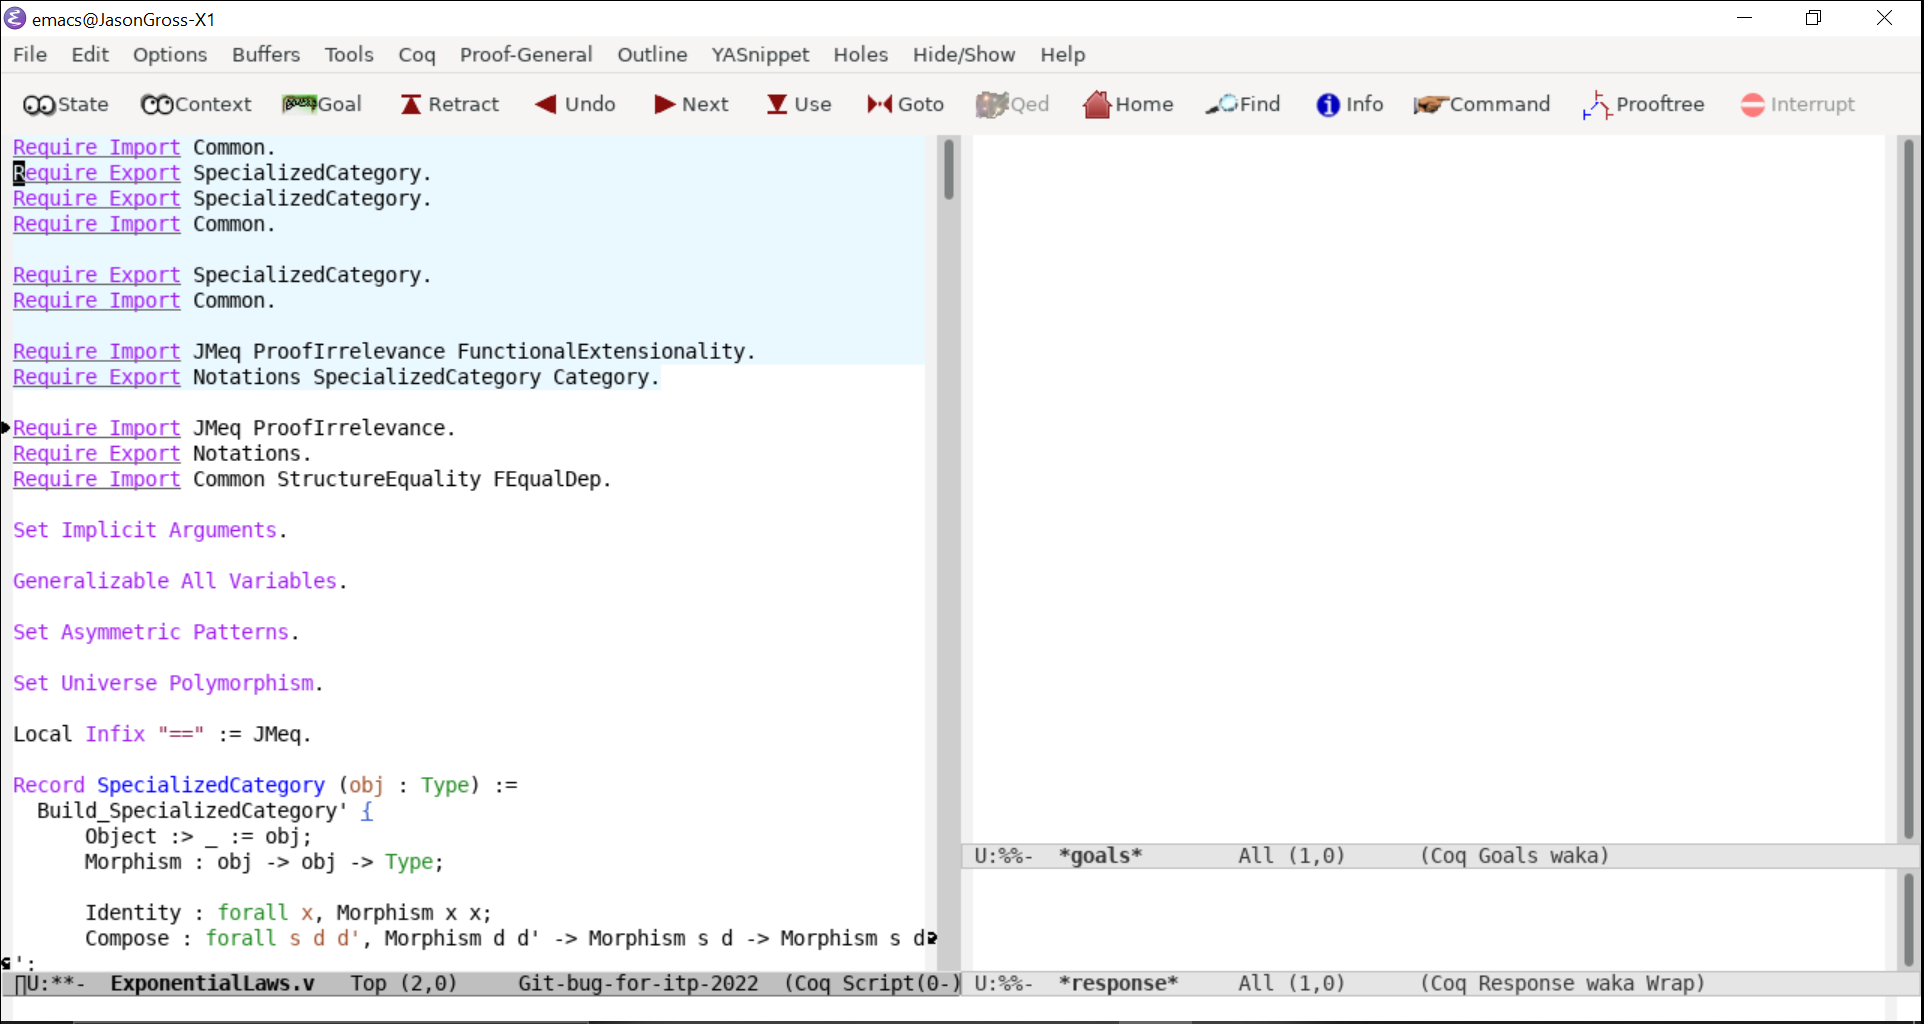 emacs@JasonGross-X1
File Edit Options Buffers Tools Coq Proof-General Outline YASnippet Holes Hide/Show Help
State Context Goal Retract Undo Next Use Goto Qed Home Find Info Command Prooftree Interrupt
Require Import Common.
Require Export SpecializedCategory.
Require Export SpecializedCategory.
Require Import Common.
Require Export SpecializedCategory.
Require Import Common.
Require Import JMeq ProofIrrelevance FunctionalExtensionality.
Require Export Notations SpecializedCategory Category.
Require Import JMeq ProofIrrelevance.
Require Export Notations.
Require Import Common StructureEquality FEqualDep.
Set Implicit Arguments.
Generalizable All Variables.
Set Asymmetric Patterns.
Set Universe Polymorphism.
Local Infix "==" := JMeq.
Record SpecializedCategory (obj : Type) :=
Build_SpecializedCategory' {
Object :> _ := obj;
Morphism : obj -> obj -> Type;
Identity : forall x, Morphism x x;
Compose : forall s d d', Morphism d d' -> Morphism s d -> Morphism s d
';
U:**- ExponentialLaws.v Top (2,0) Git-bug-for-itp-2022 (Coq Script(0-)
U:%%- *goals* All (1,0) (Coq Goals waka)
U:%%- *response* All (1,0) (Coq Response waka Wrap)